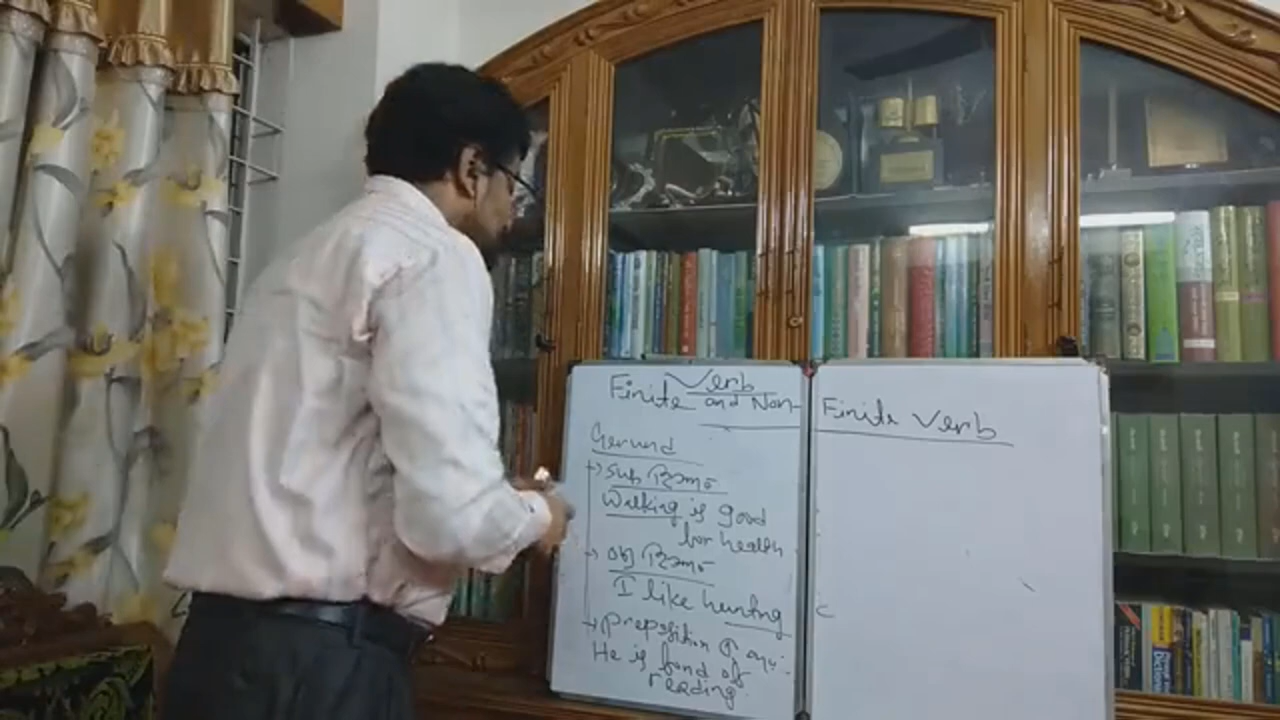 Verb
Finite and Non-Finite Verb
Gerund
→ Sub হিসেবে
Walking is good
for health
→ obj হিসেবে
I like hunting
→ preposition এর
He is fond of
reading